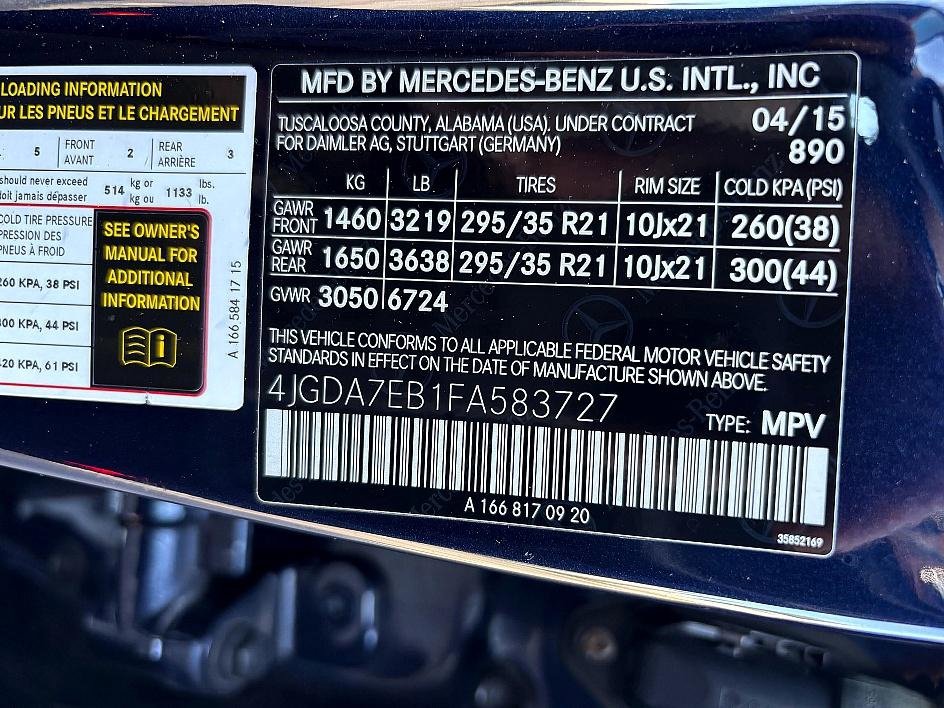 LOADING INFORMATION
UR LES PNEUS ET LE CHARGEMENT
5 FRONT AVANT 2 REAR ARRIÈRE 3
should never exceed
doit jamais dépasser
514 kg or kg ou 1133 lbs. lb.
COLD TIRE PRESSURE
PRESSION DES
PNEUS À FROID
260 KPA, 38 PSI
300 KPA, 44 PSI
420 KPA, 61 PSI
SEE OWNER'S
MANUAL FOR
ADDITIONAL
INFORMATION
A 166 584 17 15
MFD BY MERCEDES-BENZ U.S. INTL., INC
TUSCALOOSA COUNTY, ALABAMA (USA), UNDER CONTRACT
FOR DAIMLER AG, STUTTGART (GERMANY)
04/15
890
KG LB TIRES RIM SIZE COLD KPA (PSI)
GAWR FRONT 1460 3219 295/35 R21 10Jx21 260(38)
GAWR REAR 1650 3638 295/35 R21 10Jx21 300(44)
GVWR 3050 6724
THIS VEHICLE CONFORMS TO ALL APPLICABLE FEDERAL MOTOR VEHICLE SAFETY
STANDARDS IN EFFECT ON THE DATE OF MANUFACTURE SHOWN ABOVE.
4JGDA7EB1FA583727
TYPE: MPV
A 166 817 09 20
35852169